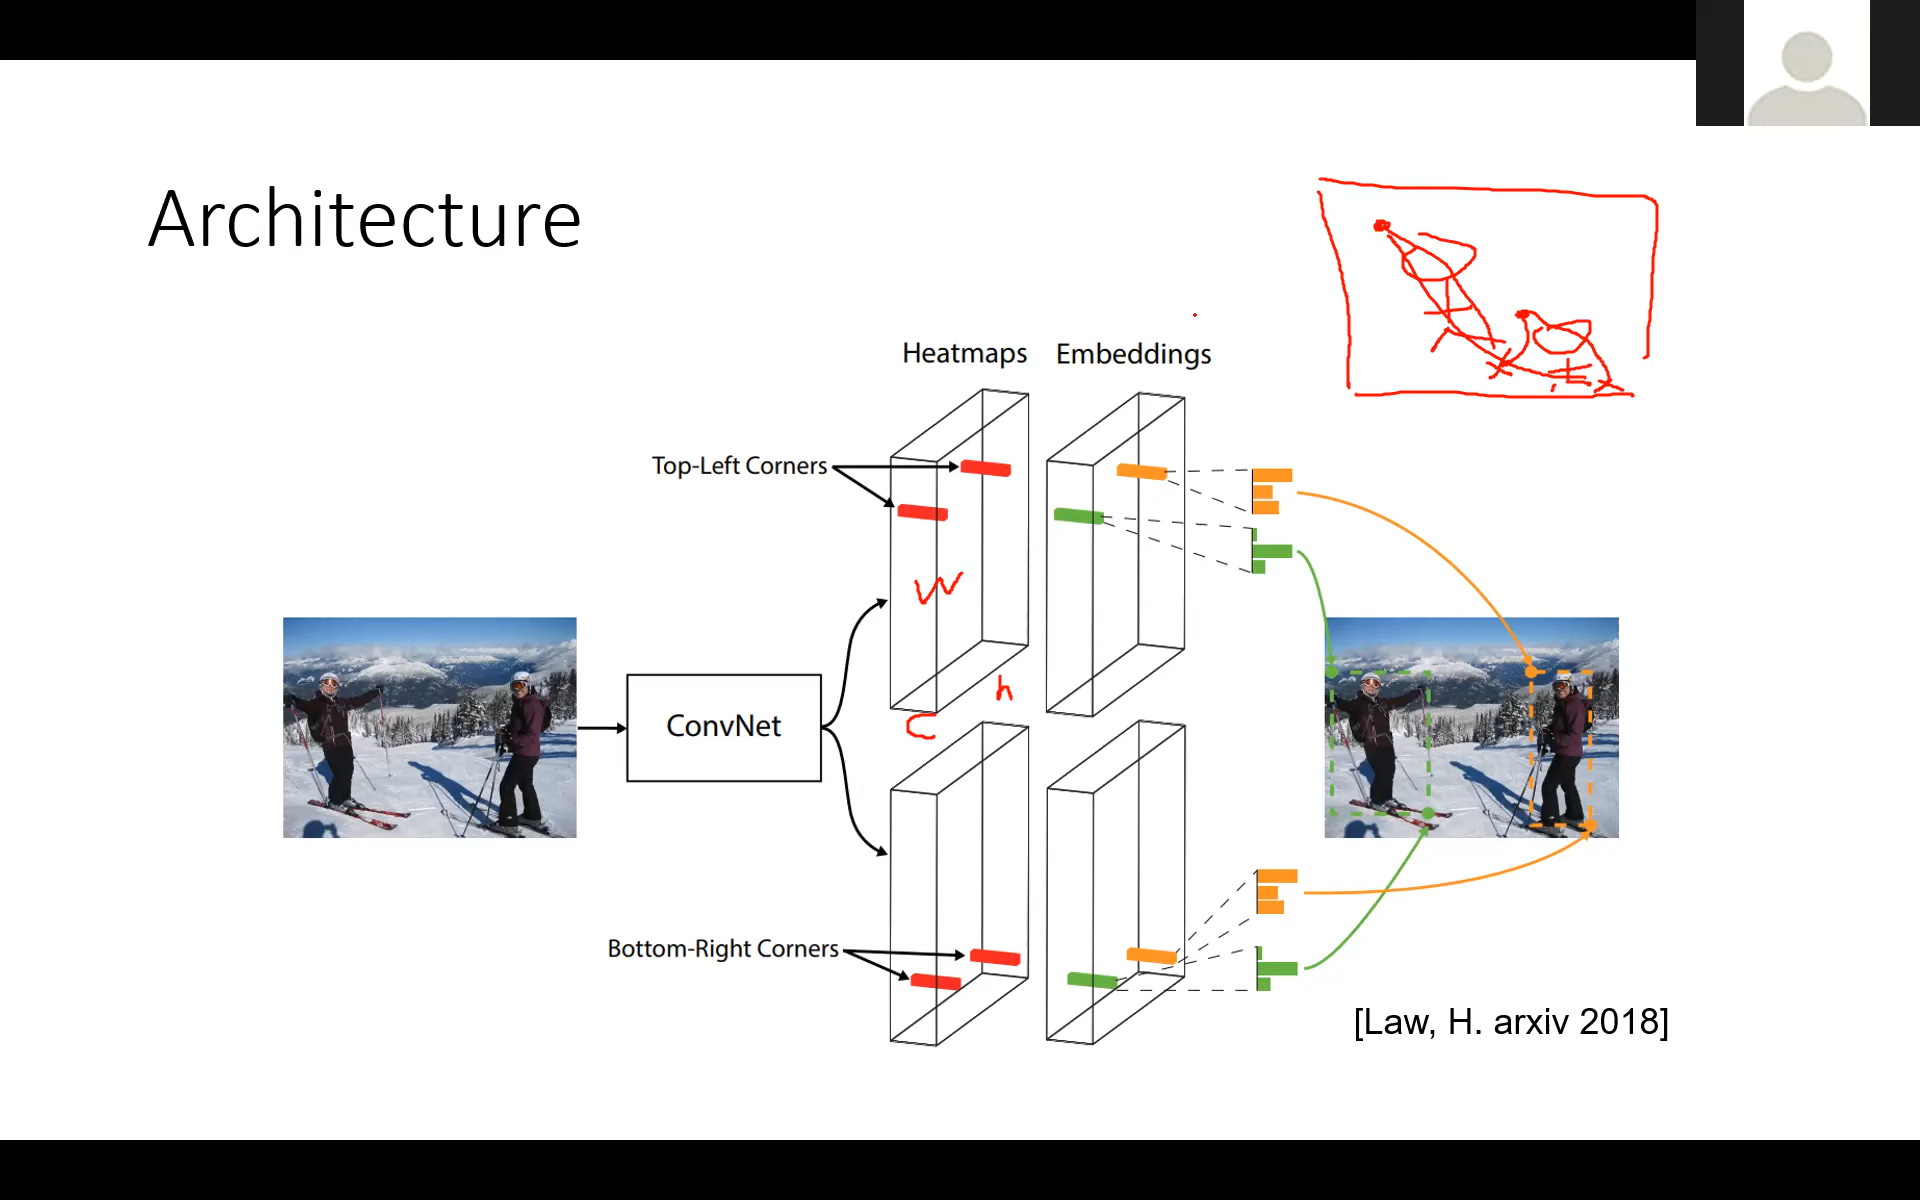 Architecture
Heatmaps
Embeddings
Top-Left Corners
W
ConvNet
h
C
Bottom-Right Corners
[Law, H. arxiv 2018]